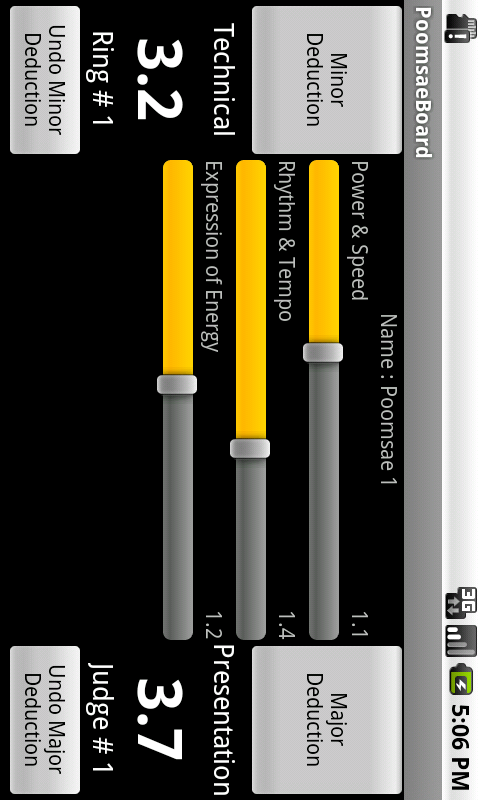 5:06 PM
PoomsaeBoard
Minor
Deduction
Name : Poomsae 1
Major
Deduction
Power & Speed
1.1
Rhythm & Tempo
1.4
Expression of Energy
1.2
Technical
3.2
Ring # 1
Presentation
3.7
Judge # 1
Undo Minor
Deduction
Undo Major
Deduction
3G